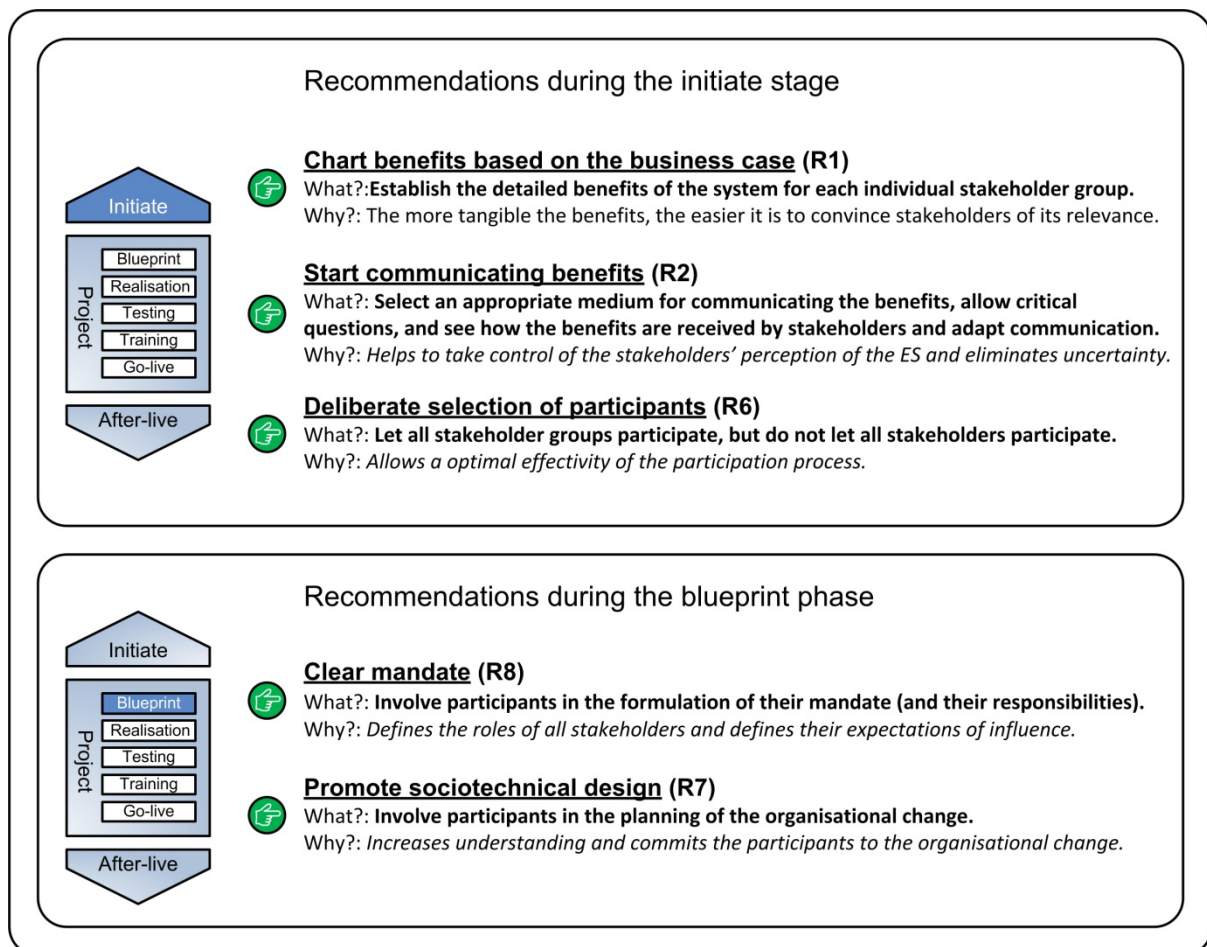 Recommendations during the initiate stage
Initiate
Project
Blueprint
Realisation
Testing
Training
Go-live
After-live
Chart benefits based on the business case (R1)
What?:Establish the detailed benefits of the system for each individual stakeholder group.
Why?: The more tangible the benefits, the easier it is to convince stakeholders of its relevance.
Start communicating benefits (R2)
What?: Select an appropriate medium for communicating the benefits, allow critical
questions, and see how the benefits are received by stakeholders and adapt communication.
Why?: Helps to take control of the stakeholders’ perception of the ES and eliminates uncertainty.
Deliberate selection of participants (R6)
What?: Let all stakeholder groups participate, but do not let all stakeholders participate.
Why?: Allows a optimal effectivity of the participation process.
Recommendations during the blueprint phase
Initiate
Project
Blueprint
Realisation
Testing
Training
Go-live
After-live
Clear mandate (R8)
What?: Involve participants in the formulation of their mandate (and their responsibilities).
Why?: Defines the roles of all stakeholders and defines their expectations of influence.
Promote sociotechnical design (R7)
What?: Involve participants in the planning of the organisational change.
Why?: Increases understanding and commits the participants to the organisational change.